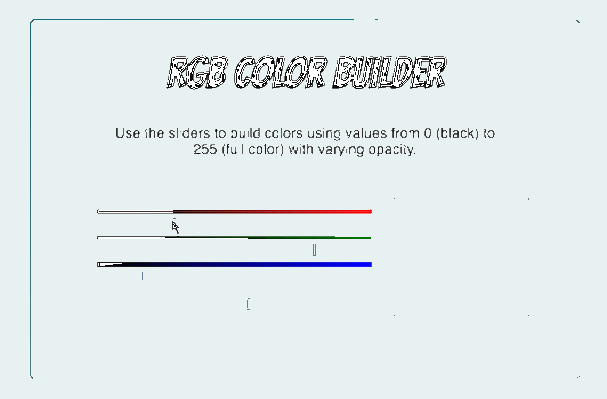 RGB COLOR BUILDER
Use the sliders to build colors using values from 0 (black) to
255 (full color) with varying opacity.